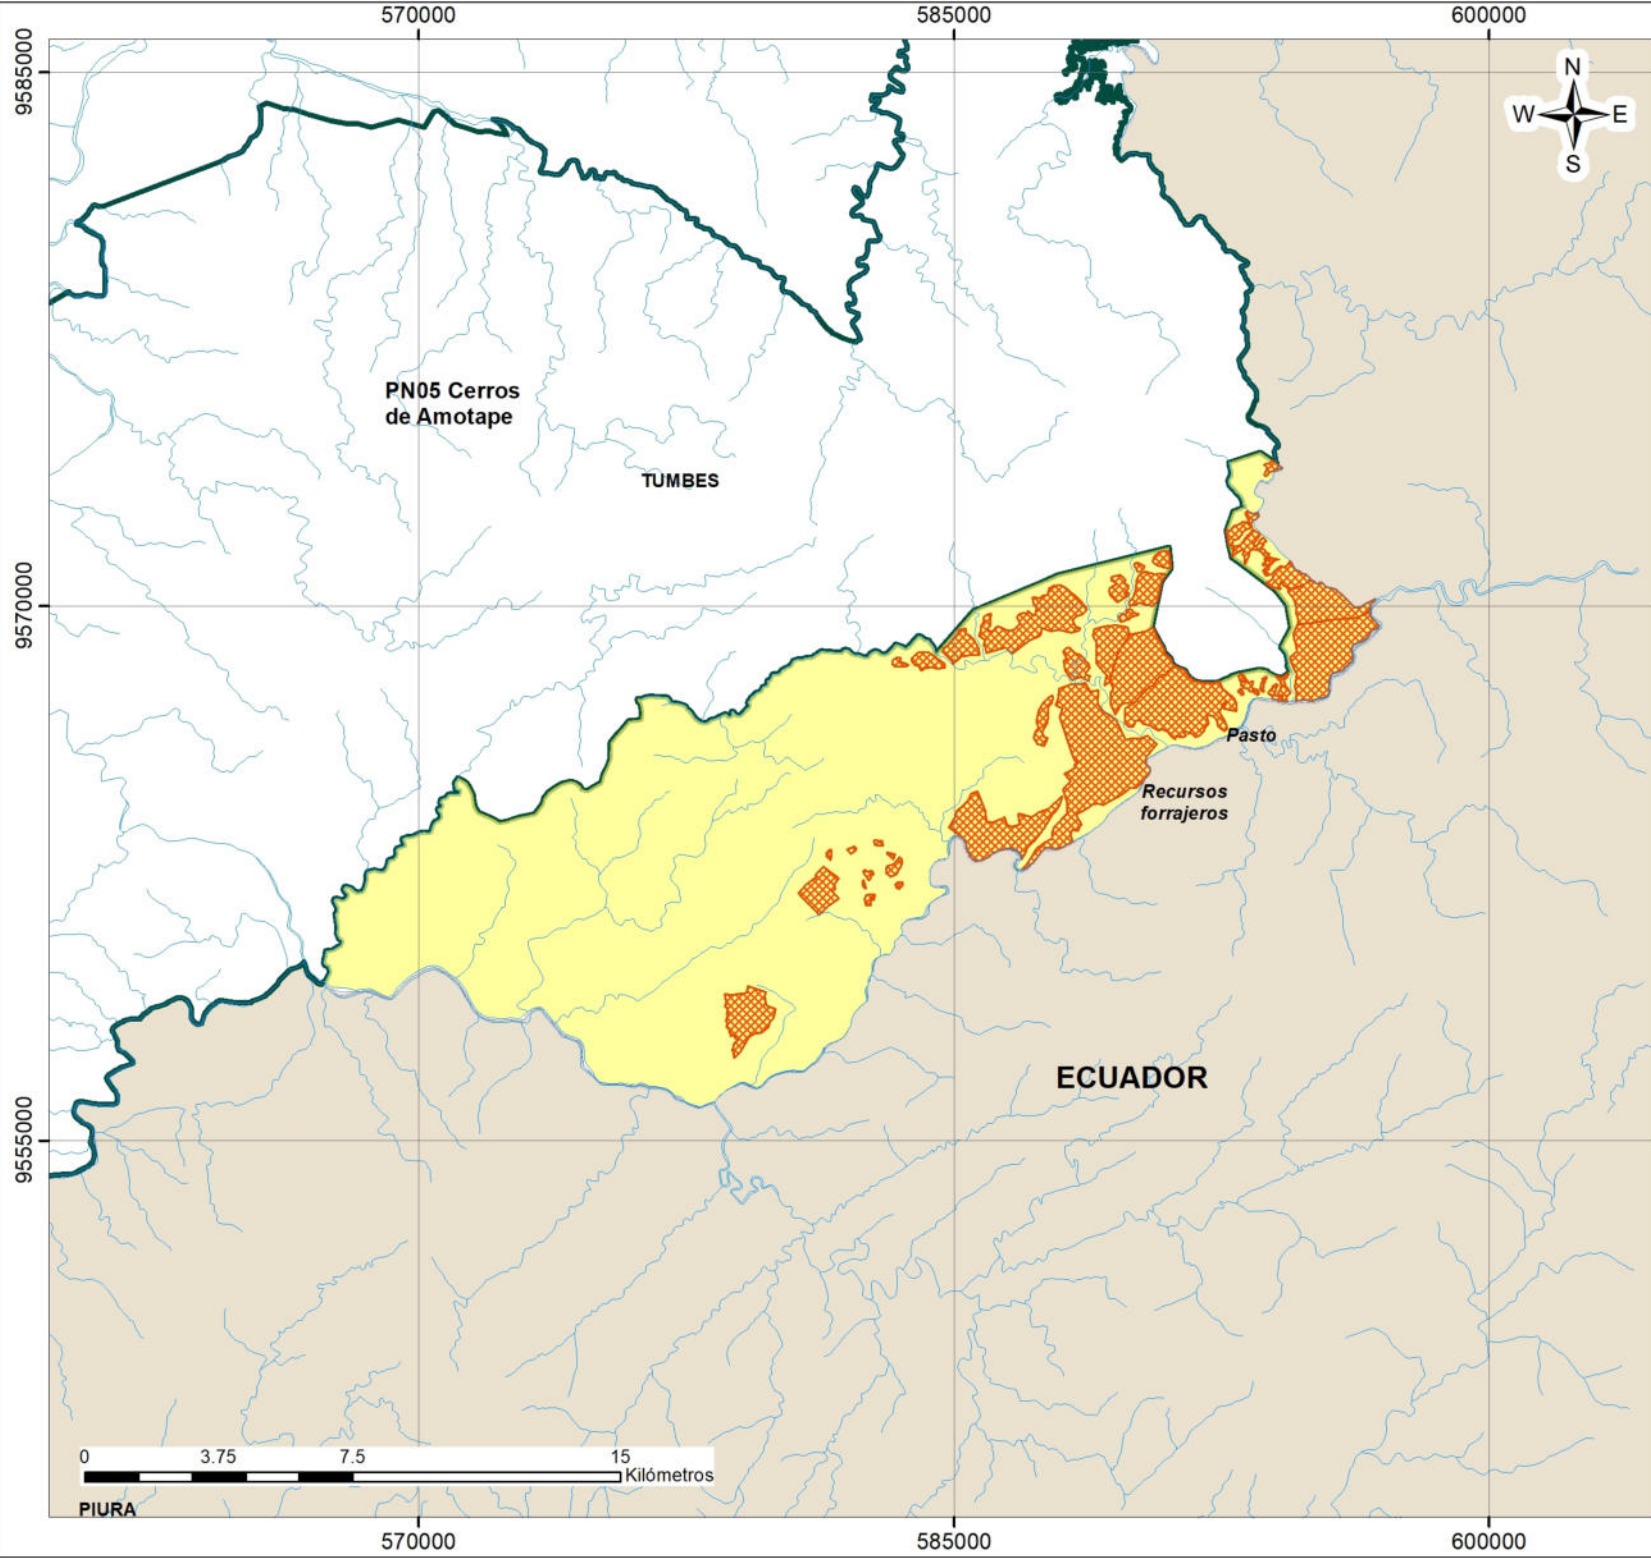 570000
585000
600000
9585000
N
W E
S
PN05 Cerros
de Amotape
TUMBES
9570000
Pasto
Recursos
forrajeros
ECUADOR
9555000
0 3.75 7.5 15
Kilómetros
PIURA
570000
585000
600000